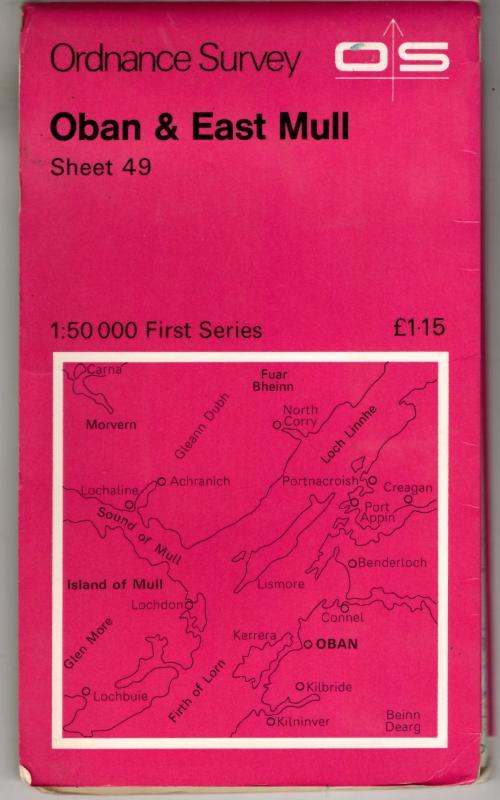 Ordnance Survey
OS
Oban & East Mull
Sheet 49
1:50 000 First Series
£1·15
Carna
Fuar
Bheinn
Morvern
Gleann Dubh
North
Corry
Loch Linnhe
Achranich
Portnacroish
Creagan
Lochaline
Port
Appin
Sound of Mull
Benderloch
Island of Mull
Lismore
Lochdon
Connel
Glen More
Kerrera
OBAN
Firth of Lorn
Lochbuie
Kilbride
Kilninver
Beinn
Dearg